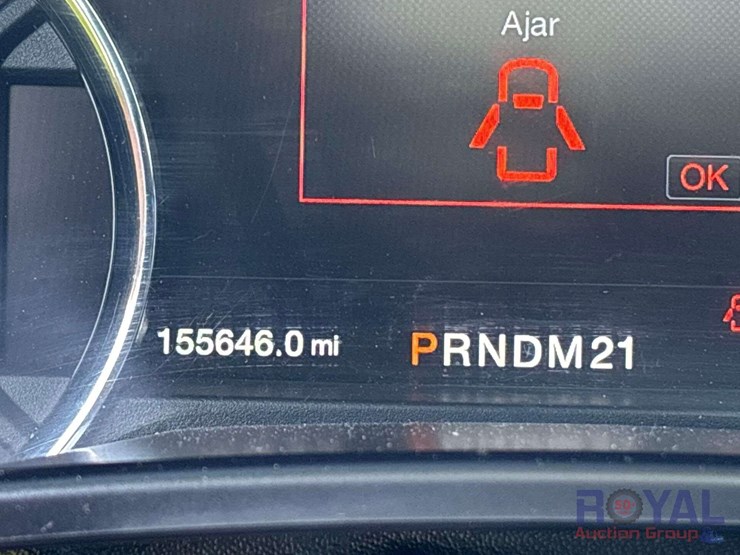 Ajar
OK
155646.0 mi
PRNDM21
ROYAL
Auction Group